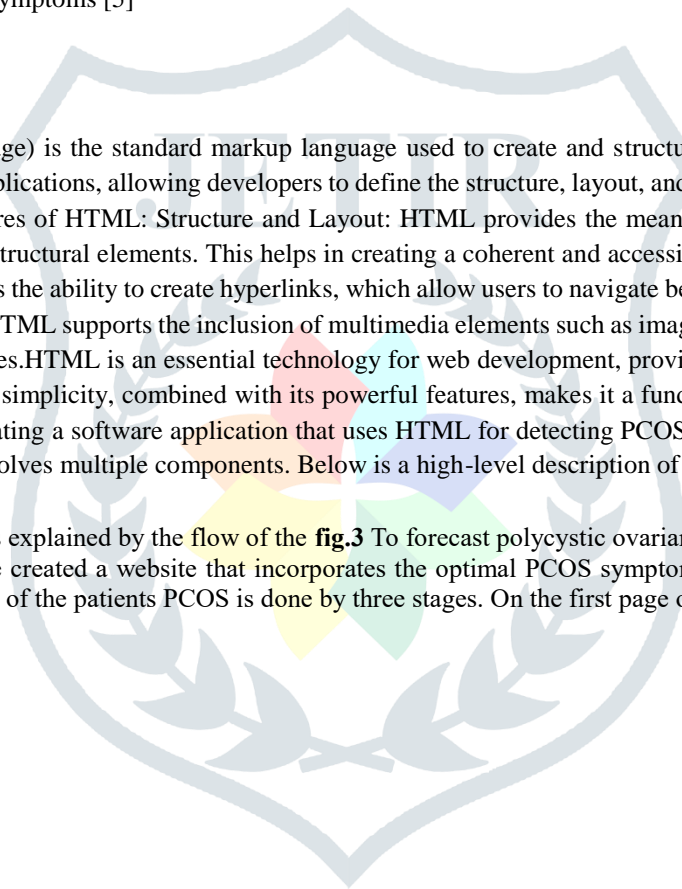 ymptoms [5]
JETIR
ge) is the standard markup language used to create and structu
plications, allowing developers to define the structure, layout, and
res of HTML: Structure and Layout: HTML provides the mean
tructural elements. This helps in creating a coherent and accessi
s the ability to create hyperlinks, which allow users to navigate be
TML supports the inclusion of multimedia elements such as imag
es.HTML is an essential technology for web development, provi
simplicity, combined with its powerful features, makes it a fund
ating a software application that uses HTML for detecting PCOS
olves multiple components. Below is a high-level description of
explained by the flow of the fig.3 To forecast polycystic ovarian
e created a website that incorporates the optimal PCOS symptom
of the patients PCOS is done by three stages. On the first page o